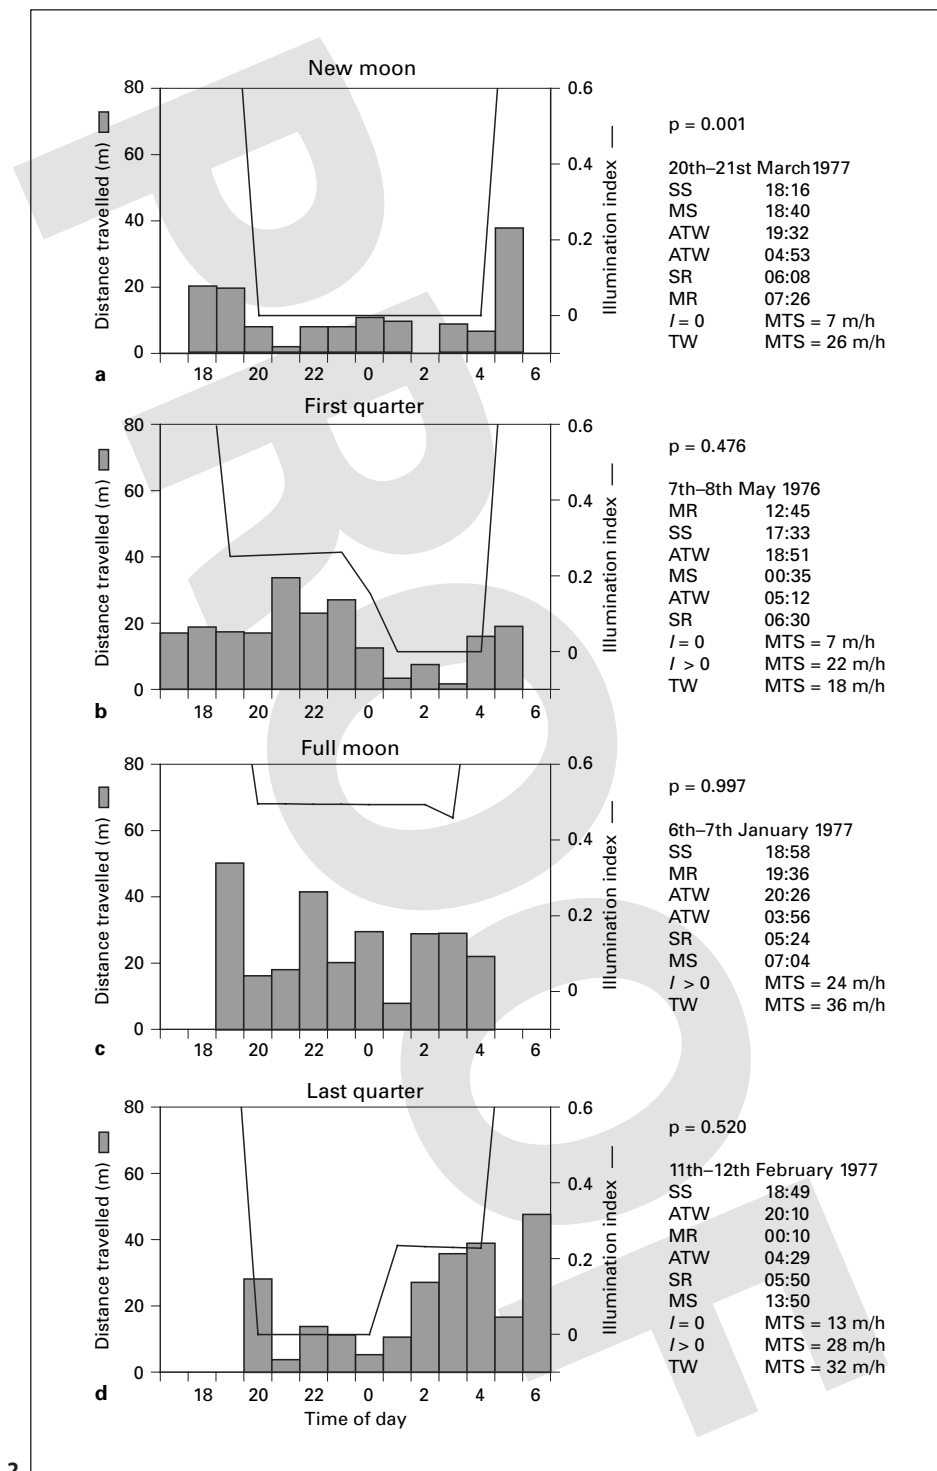 New moon
80
60
40
20
0
Distance travelled (m)
0.6
0.4
0.2
0
Illumination index
18 20 22 0 2 4 6
a
p = 0.001
20th–21st March1977
SS 18:16
MS 18:40
ATW 19:32
ATW 04:53
SR 06:08
MR 07:26
I = 0 MTS = 7 m/h
TW MTS = 26 m/h
First quarter
80
60
40
20
0
Distance travelled (m)
0.6
0.4
0.2
0
Illumination index
18 20 22 0 2 4 6
b
p = 0.476
7th–8th May 1976
MR 12:45
SS 17:33
ATW 18:51
MS 00:35
ATW 05:12
SR 06:30
I = 0 MTS = 7 m/h
I > 0 MTS = 22 m/h
TW MTS = 18 m/h
Full moon
80
60
40
20
0
Distance travelled (m)
0.6
0.4
0.2
0
Illumination index
18 20 22 0 2 4 6
c
p = 0.997
6th–7th January 1977
SS 18:58
MR 19:36
ATW 20:26
ATW 03:56
SR 05:24
MS 07:04
I > 0 MTS = 24 m/h
TW MTS = 36 m/h
Last quarter
80
60
40
20
0
Distance travelled (m)
0.6
0.4
0.2
0
Illumination index
18 20 22 0 2 4 6
d
Time of day
p = 0.520
11th–12th February 1977
SS 18:49
ATW 20:10
MR 00:10
ATW 04:29
SR 05:50
MS 13:50
I = 0 MTS = 13 m/h
I > 0 MTS = 28 m/h
TW MTS = 32 m/h
PROOF
2